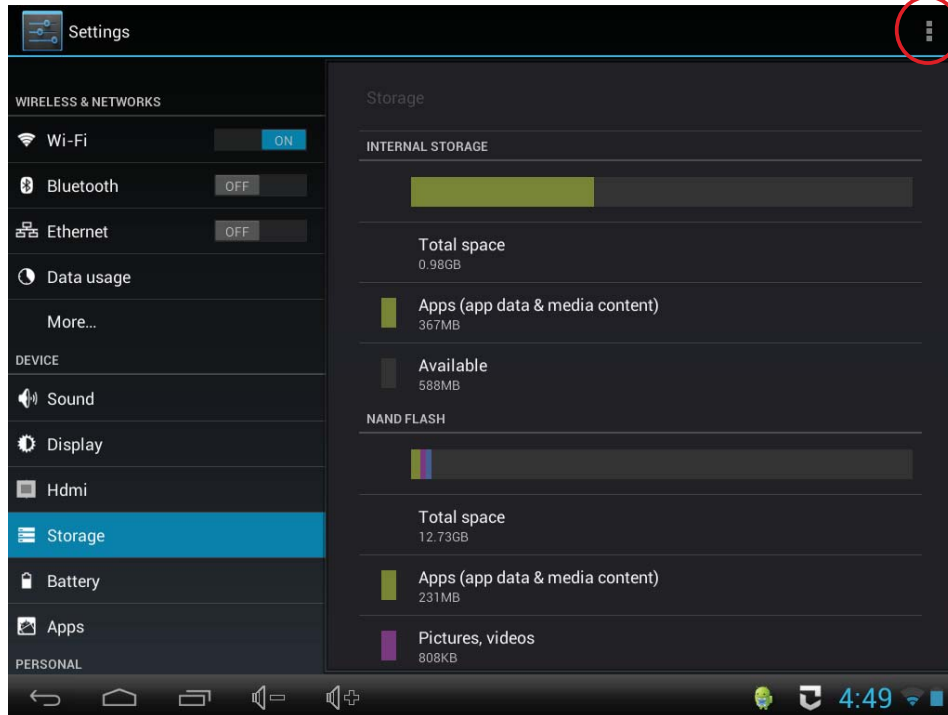 Settings
WIRELESS & NETWORKS
Wi-Fi ON
Bluetooth OFF
Ethernet OFF
Data usage
More...
DEVICE
Sound
Display
Hdmi
Storage
Battery
Apps
PERSONAL
Storage
INTERNAL STORAGE
Total space
0.98GB
Apps (app data & media content)
367MB
Available
588MB
NAND FLASH
Total space
12.73GB
Apps (app data & media content)
231MB
Pictures, videos
808KB
4:49